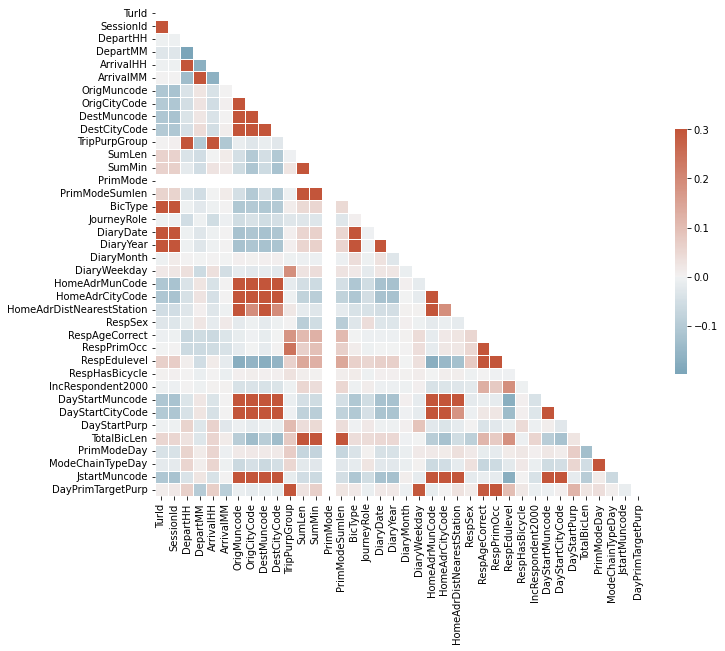 TurId
SessionId
DepartHH
DepartMM
ArrivalHH
ArrivalMM
OrigMuncode
OrigCityCode
DestMuncode
DestCityCode
TripPurpGroup
SumLen
SumMin
PrimMode
PrimModeSumlen
BicType
JourneyRole
DiaryDate
DiaryYear
DiaryMonth
DiaryWeekday
HomeAdrMunCode
HomeAdrCityCode
HomeAdrDistNearestStation
RespSex
RespAgeCorrect
RespPrimOcc
RespEdulevel
RespHasBicycle
IncRespondent2000
DayStartMuncode
DayStartCityCode
DayStartPurp
TotalBicLen
PrimModeDay
ModeChainTypeDay
JstartMuncode
DayPrimTargetPurp
TurId
SessionId
DepartHH
DepartMM
ArrivalHH
ArrivalMM
OrigMuncode
OrigCityCode
DestMuncode
DestCityCode
TripPurpGroup
SumLen
SumMin
PrimMode
PrimModeSumlen
BicType
JourneyRole
DiaryDate
DiaryYear
DiaryMonth
DiaryWeekday
HomeAdrMunCode
HomeAdrCityCode
HomeAdrDistNearestStation
RespSex
RespAgeCorrect
RespPrimOcc
RespEdulevel
RespHasBicycle
IncRespondent2000
DayStartMuncode
DayStartCityCode
DayStartPurp
TotalBicLen
PrimModeDay
ModeChainTypeDay
JstartMuncode
DayPrimTargetPurp
0.3
0.2
0.1
0.0
−0.1